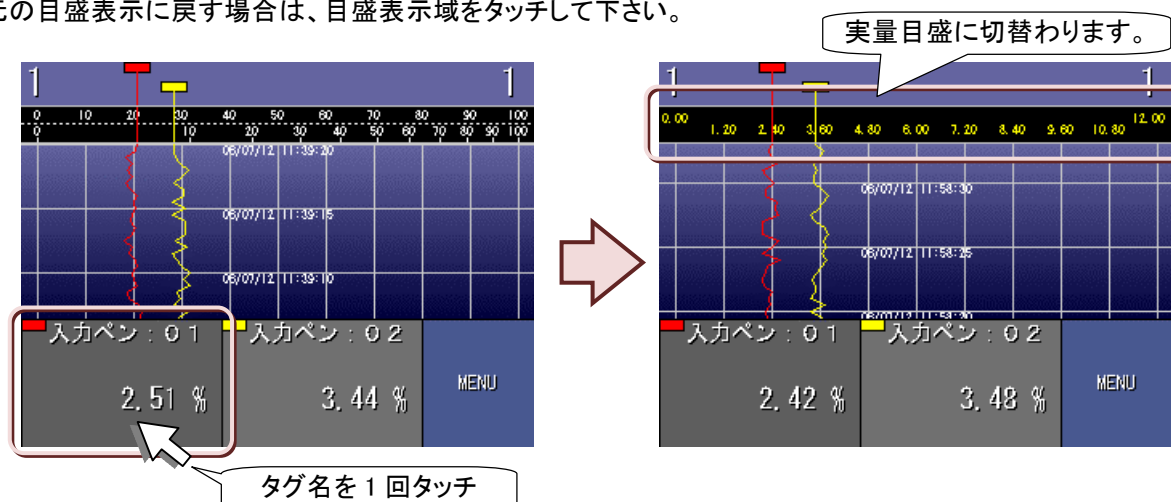 元の目盛表示に戻す場合は、目盛表示域をタッチして下さい。
実量目盛に切替わります。
1 1
0 10 20 30 40 50 60 70 80 90 100
0 10 20 30 40 50 60 70 80 90 100
06/07/12 11:39:20
06/07/12 11:39:15
06/07/12 11:39:10
入力ペン:01 入力ペン:02
2.51 % 3.44 % MENU
タグ名を1回タッチ
1 1
0.00 1.20 2.40 3.60 4.80 6.00 7.20 8.40 9.60 10.80 12.00
06/07/12 11:58:30
06/07/12 11:58:25
06/07/12 11:58:20
入力ペン:01 入力ペン:02
2.42 % 3.48 % MENU